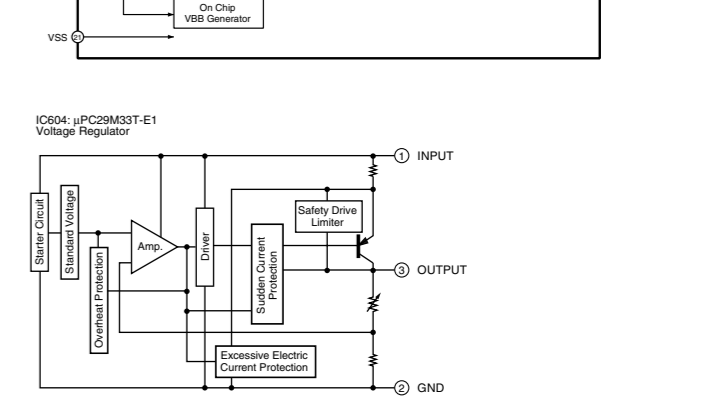 On Chip
VBB Generator
VSS 21
IC604: µPC29M33T-E1
Voltage Regulator
1 INPUT
Starter Circuit
Standard Voltage
Overheat Protection
Amp.
Driver
Sudden Current
Protection
Safety Drive
Limiter
3 OUTPUT
Excessive Electric
Current Protection
2 GND